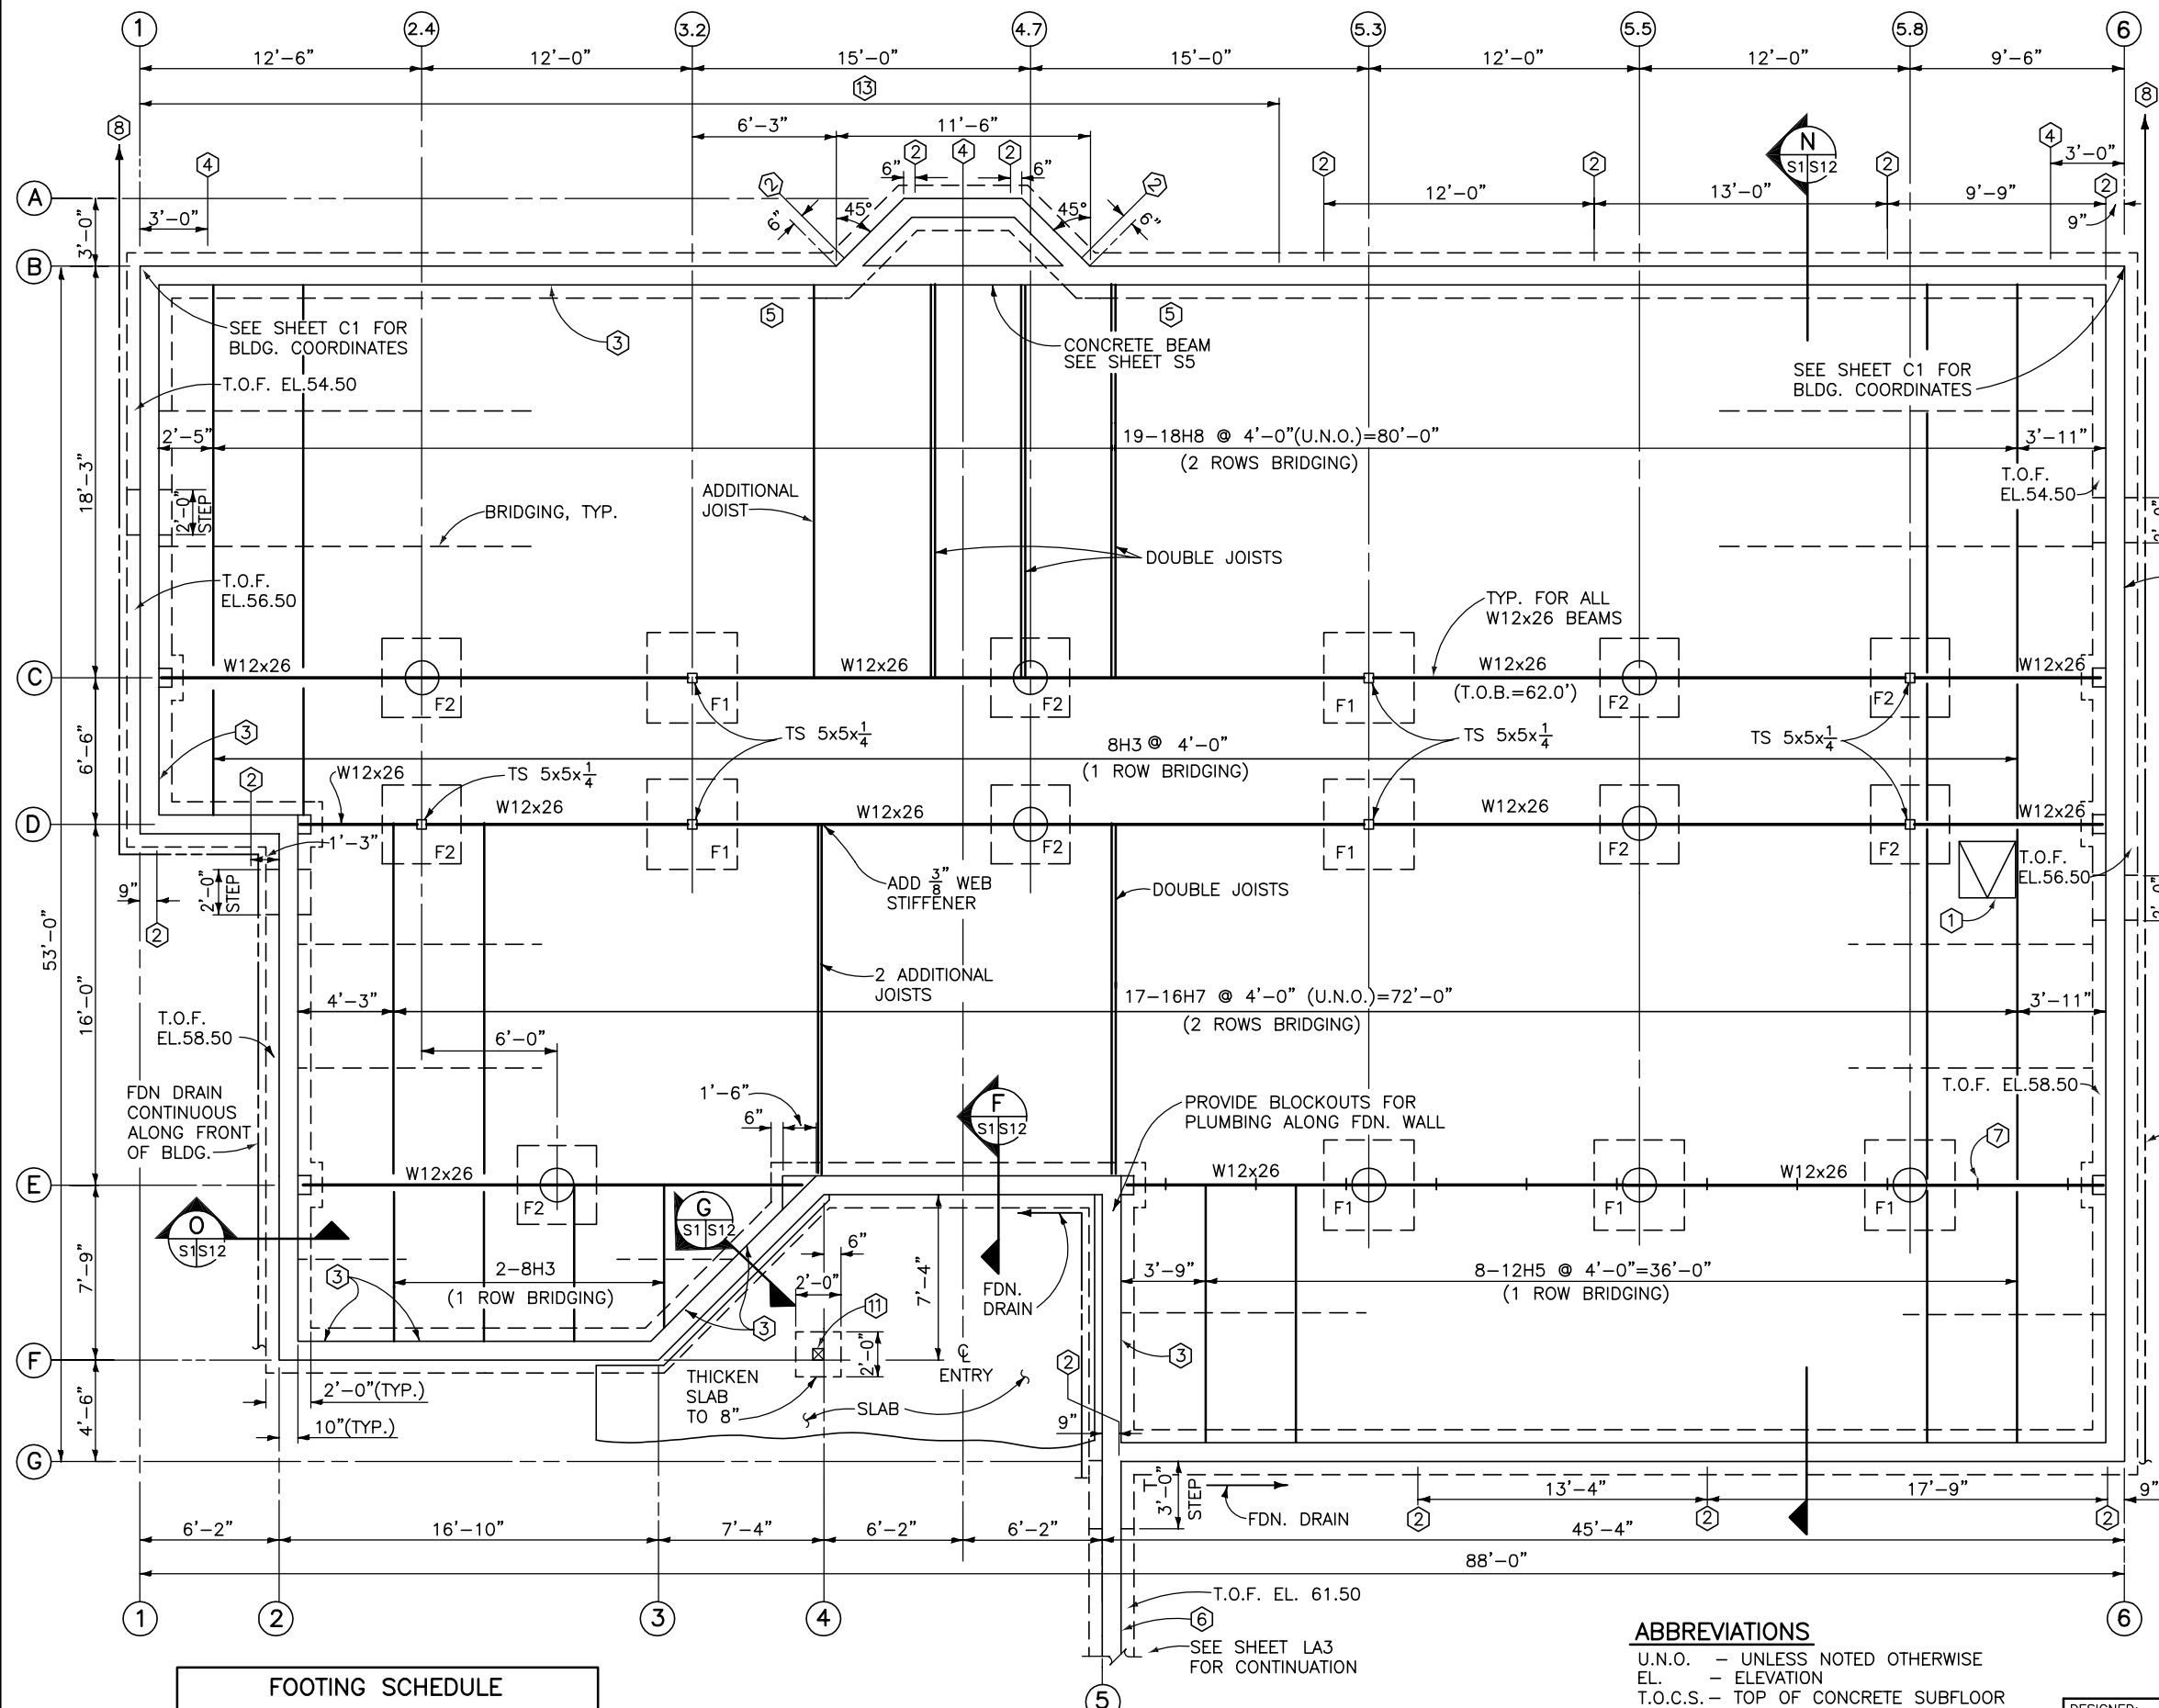 1 2.4 3.2 4.7 5.3 5.5 5.8 6
12'-6" 12'-0" 15'-0" 15'-0" 12'-0" 12'-0" 9'-6"
13
8 8
6'-3" 11'-6"
4 2 4 2 2 2 2 4
6" 6"
3'-0"
N
S1 S12
2 2 2
A
3'-0" 45° 45° 12'-0" 13'-0" 9'-9"
6" 6" 9"
3'-0"
B
SEE SHEET C1 FOR
BLDG. COORDINATES
5 5
3
CONCRETE BEAM
SEE SHEET S5
SEE SHEET C1 FOR
BLDG. COORDINATES
T.O.F. EL.54.50
2'-5" 19-18H8 @ 4'-0"(U.N.O.)=80'-0" 3'-11"
(2 ROWS BRIDGING)
18'-3"
T.O.F.
EL.54.50
2'-0"
STEP
ADDITIONAL
JOIST
BRIDGING, TYP.
2'-0"
DOUBLE JOISTS
T.O.F.
EL.56.50
TYP. FOR ALL
W12x26 BEAMS
C
W12x26 W12x26 W12x26 W12x26
(T.O.B.=62.0')
F2 F1 F2 F1 F2 F2
3
TS 5x5x1/4 TS 5x5x1/4 TS 5x5x1/4
6'-6"
8H3 @ 4'-0"
(1 ROW BRIDGING)
2
W12x26
TS 5x5x1/4
D
W12x26 W12x26 W12x26 W12x26
1'-3"
F2 F1 F2 F1 F2 F2
T.O.F.
EL.56.50
9"
2'-0"
STEP
ADD 3/8" WEB
STIFFENER
DOUBLE JOISTS
2 1
2'-0"
53'-0"
2 ADDITIONAL
JOISTS
16'-0"
4'-3" 17-16H7 @ 4'-0" (U.N.O.)=72'-0" 3'-11"
(2 ROWS BRIDGING)
T.O.F.
EL.58.50
6'-0"
FDN DRAIN
CONTINUOUS
ALONG FRONT
OF BLDG.
1'-6"
6"
F
S1 S12
PROVIDE BLOCKOUTS FOR
PLUMBING ALONG FDN. WALL
T.O.F. EL.58.50
7
E
W12x26 W12x26 W12x26
F2 F1 F1 F1
O
S1 S12
G
S1 S12
6"
7'-9"
2-8H3
(1 ROW BRIDGING)
3
2'-0"
7'-4"
FDN.
DRAIN
3'-9" 8-12H5 @ 4'-0"=36'-0"
(1 ROW BRIDGING)
11
3 3
2'-0"
F
2
℄
ENTRY
THICKEN
SLAB
TO 8"
SLAB
4'-6"
2'-0"(TYP.)
10"(TYP.)
9"
G
3'-0"
STEP
FDN. DRAIN
13'-4" 17'-9" 9"
2 2 2
6'-2" 16'-10" 7'-4" 6'-2" 6'-2" 45'-4"
88'-0"
T.O.F. EL. 61.50
6
1 2 3 4 6
SEE SHEET LA3
FOR CONTINUATION
5
ABBREVIATIONS
U.N.O. – UNLESS NOTED OTHERWISE
EL. – ELEVATION
T.O.C.S. – TOP OF CONCRETE SUBFLOOR
FOOTING SCHEDULE